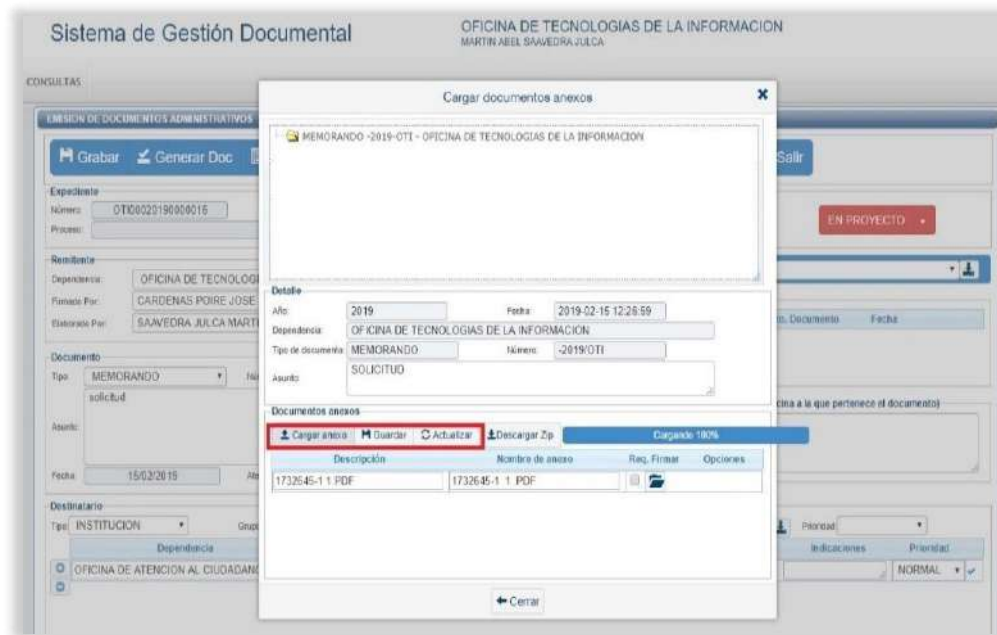 Sistema de Gestión Documental
OFICINA DE TECNOLOGIAS DE LA INFORMACION
MARTIN ABEL SAAVEDRA JULCA
CONSULTAS
EMISION DE DOCUMENTOS ADMINISTRATIVOS
Grabar Generar Doc
Salir
Expediente
Número: OTI00020190000016
Proceso:
EN PROYECTO
Remitente
Dependencia: OFICINA DE TECNOLOG
Firmado Por: CARDENAS POIRE JOSE
Elaborado Por: SAAVEDRA JULCA MARTI
Documento Fecha
Documento
Tipo: MEMORANDO
solicitud
Asunto:
cina a la que pertenece el documento)
Fecha: 15/02/2019
Destinatario
Tipo: INSTITUCION
Prioridad:
Dependencia
Indicaciones Prioridad
OFICINA DE ATENCION AL CIUDADANO
NORMAL
Cargar documentos anexos
MEMORANDO -2019-OTI - OFICINA DE TECNOLOGIAS DE LA INFORMACION
Detalle
Año: 2019 Fecha: 2019-02-15 12:26:59
Dependencia: OFICINA DE TECNOLOGIAS DE LA INFORMACION
Tipo de documento: MEMORANDO Número: -2019/OTI
Asunto: SOLICITUD
Documentos anexos
Cargar anexo Guardar Actualizar Descargar Zip Cargando 100%
Descripción Nombre de anexo Req. Firmar Opciones
1732645-1 1.PDF 1732645-1 1 PDF
Cerrar